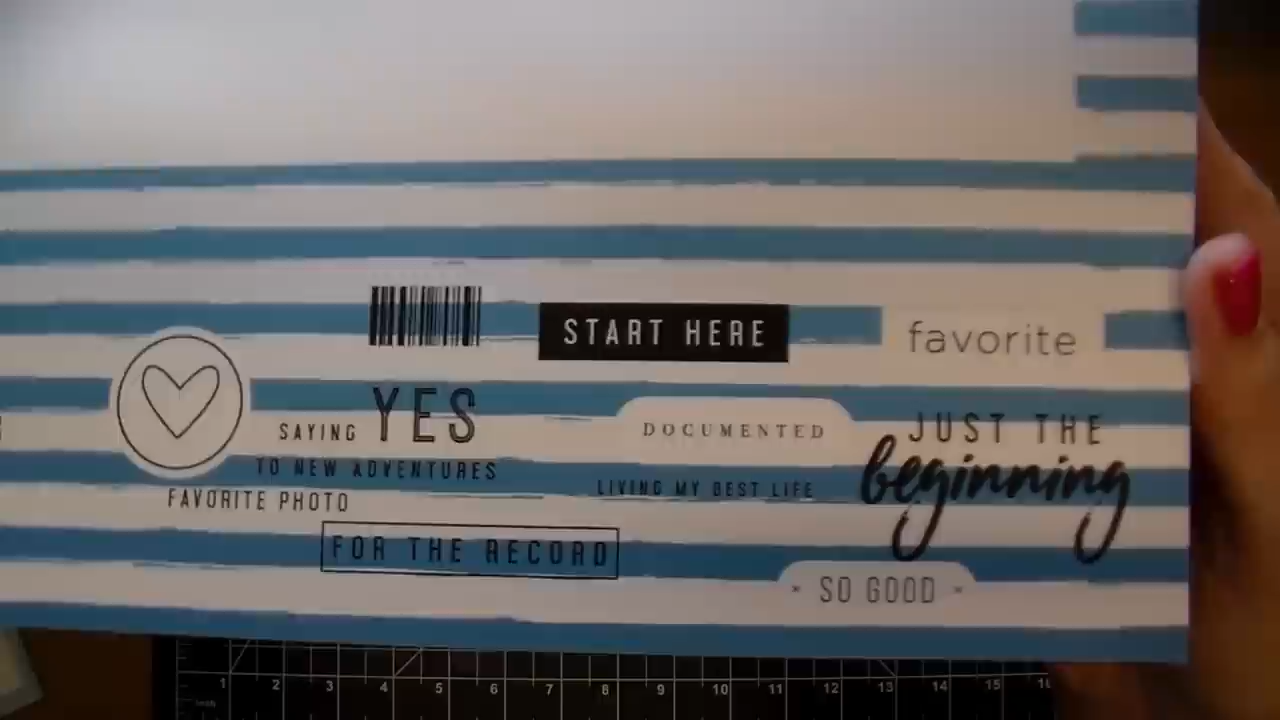 START HERE
favorite
SAYING YES
TO NEW ADVENTURES
FAVORITE PHOTO
FOR THE RECORD
DOCUMENTED
LIVING MY BEST LIFE
JUST THE
beginning
× SO GOOD ×
1 2 3 4 5 6 7 8 9 10 11 12 13 14 15